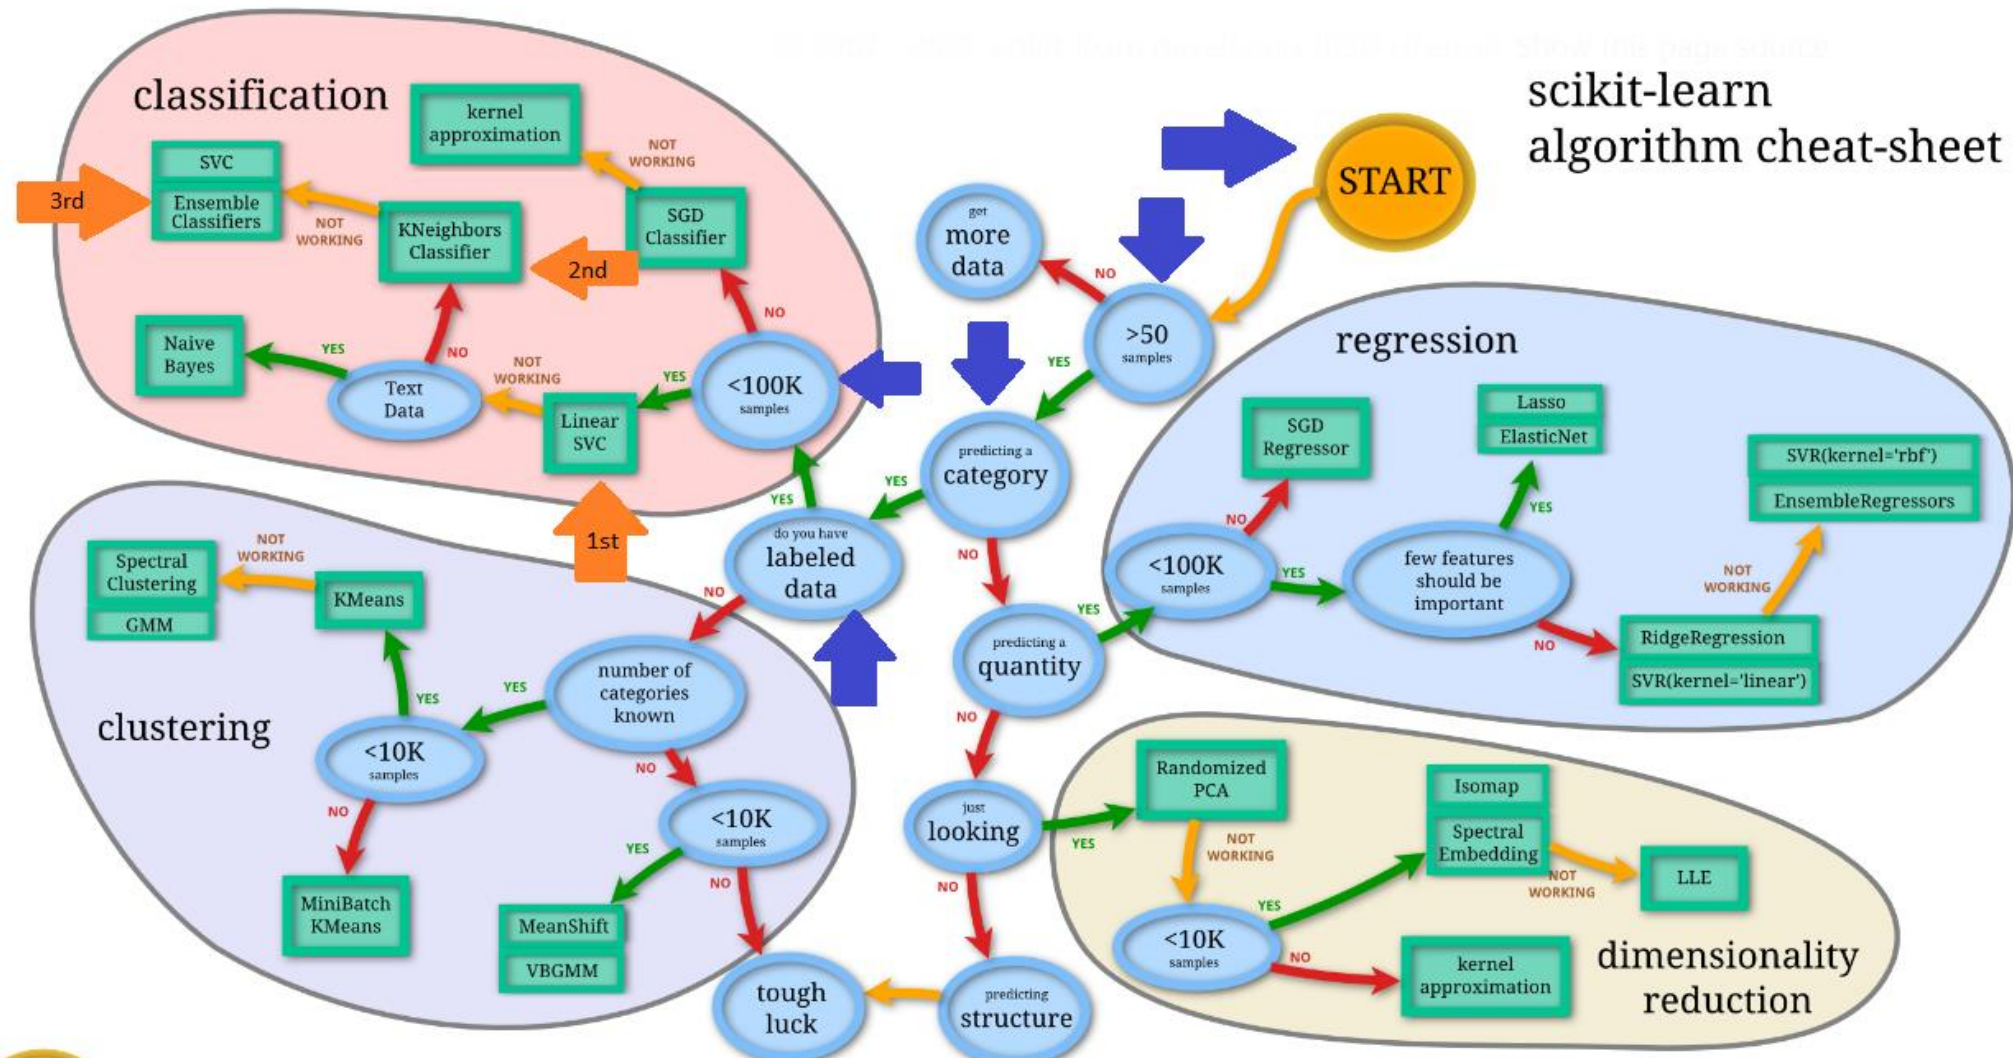 scikit-learn
algorithm cheat-sheet
START
classification
kernel
approximation
NOT
WORKING
SVC
Ensemble
Classifiers
3rd
NOT
WORKING
KNeighbors
Classifier
SGD
Classifier
2nd
NO
Naive
Bayes
YES
Text
Data
NO
NOT
WORKING
Linear
SVC
YES
<100K
samples
1st
get
more
data
NO
>50
samples
YES
predicting a
category
YES
NO
do you have
labeled
data
YES
NO
predicting a
quantity
YES
NO
just
looking
YES
NO
predicting
structure
tough
luck
regression
SGD
Regressor
Lasso
ElasticNet
SVR(kernel='rbf')
EnsembleRegressors
NO
YES
<100K
samples
YES
few features
should be
important
NOT
WORKING
NO
RidgeRegression
SVR(kernel='linear')
clustering
Spectral
Clustering
GMM
NOT
WORKING
KMeans
YES
number of
categories
known
YES
NO
<10K
samples
NO
MiniBatch
KMeans
<10K
samples
YES
NO
MeanShift
VBGMM
Randomized
PCA
NOT
WORKING
Isomap
Spectral
Embedding
NOT
WORKING
LLE
YES
<10K
samples
NO
kernel
approximation
dimensionality
reduction